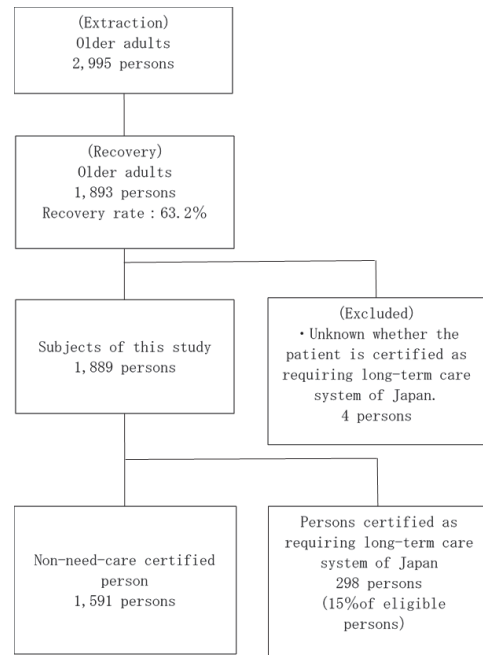 (Extraction)
Older adults
2,995 persons
(Recovery)
Older adults
1,893 persons
Recovery rate：63.2%
Subjects of this study
1,889 persons
(Excluded)
・Unknown whether the
patient is certified as
requiring long-term care
system of Japan.
4 persons
Non-need-care certified
person
1,591 persons
Persons certified as
requiring long-term care
system of Japan
298 persons
(15%of eligible
persons)